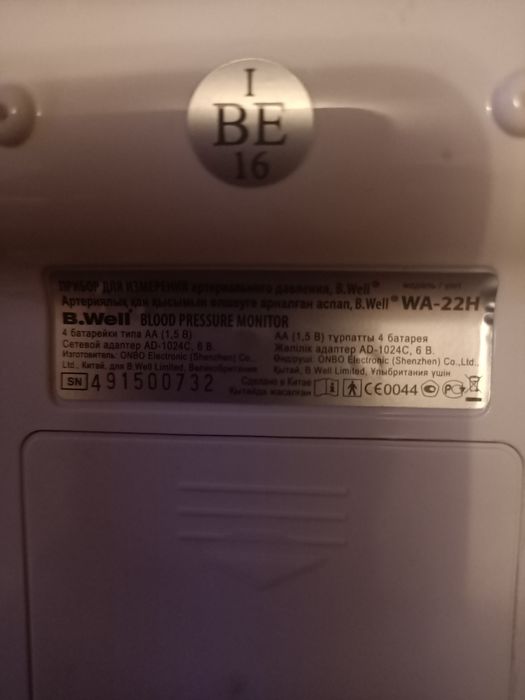 I
BE
16
ПРИБОР ДЛЯ ИЗМЕРЕНИЯ артериального давления, B.Well®
Артериялық қан қысымын өлшеуге арналған аспап, B.Well® WA-22H
B.Well® BLOOD PRESSURE MONITOR
4 батарейки типа АА (1,5 В) АА (1,5 В) тұрпатты 4 батарея
Сетевой адаптер AD-1024C, 6 В. Желілік адаптер AD-1024C, 6 В.
Изготовитель: ONBO Electronic (Shenzhen) Co., Өндіруші: ONBO Electronic (Shenzhen) Co.,Ltd.,
Ltd., Китай, для B.Well Limited, Великобритания Қытай, B.Well Limited, Ұлыбритания үшін
SN 491500732 Сделано в Китае CE0044
Қытайда жасалған